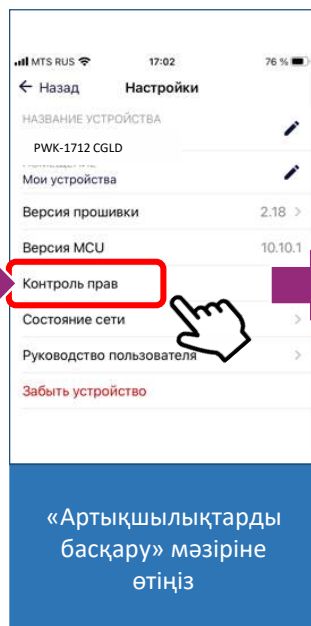 MTS RUS 17:02 76 %
← Назад Настройки
НАЗВАНИЕ УСТРОЙСТВА
PWK-1712 CGLD
Мои устройства
Версия прошивки 2.18 >
Версия MCU 10.10.1
Контроль прав
Состояние сети >
Руководство пользователя >
Забыть устройство
«Артықшылықтарды
басқару» мәзіріне
өтіңіз